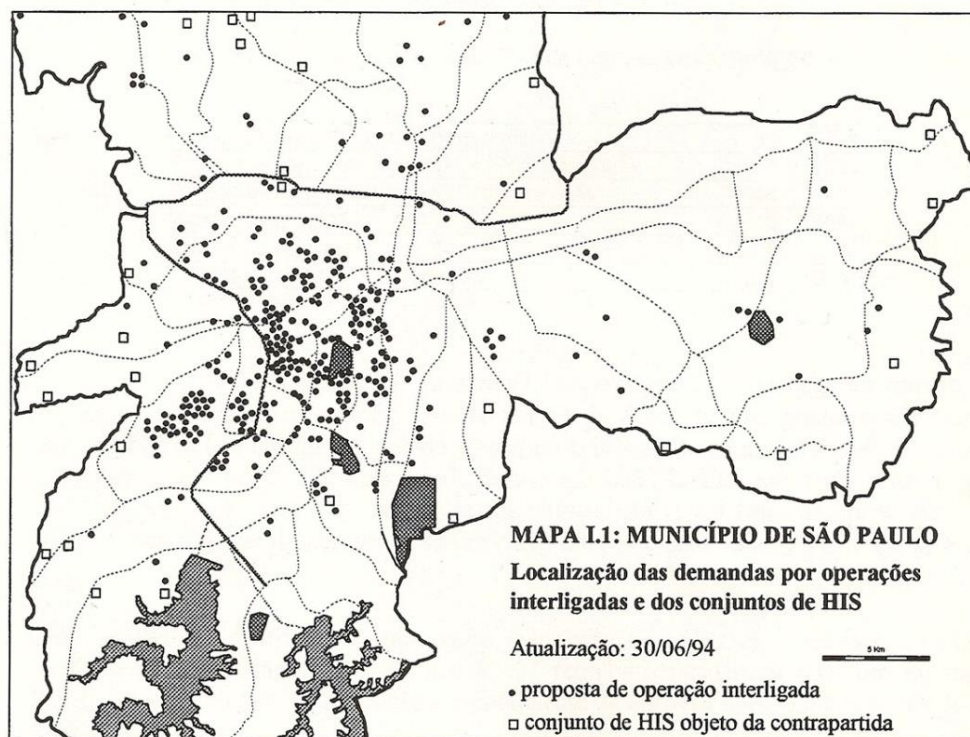 MAPA I.1: MUNICÍPIO DE SÃO PAULO
Localização das demandas por operações
interligadas e dos conjuntos de HIS
Atualização: 30/06/94
5 Km
proposta de operação interligada
conjunto de HIS objeto da contrapartida